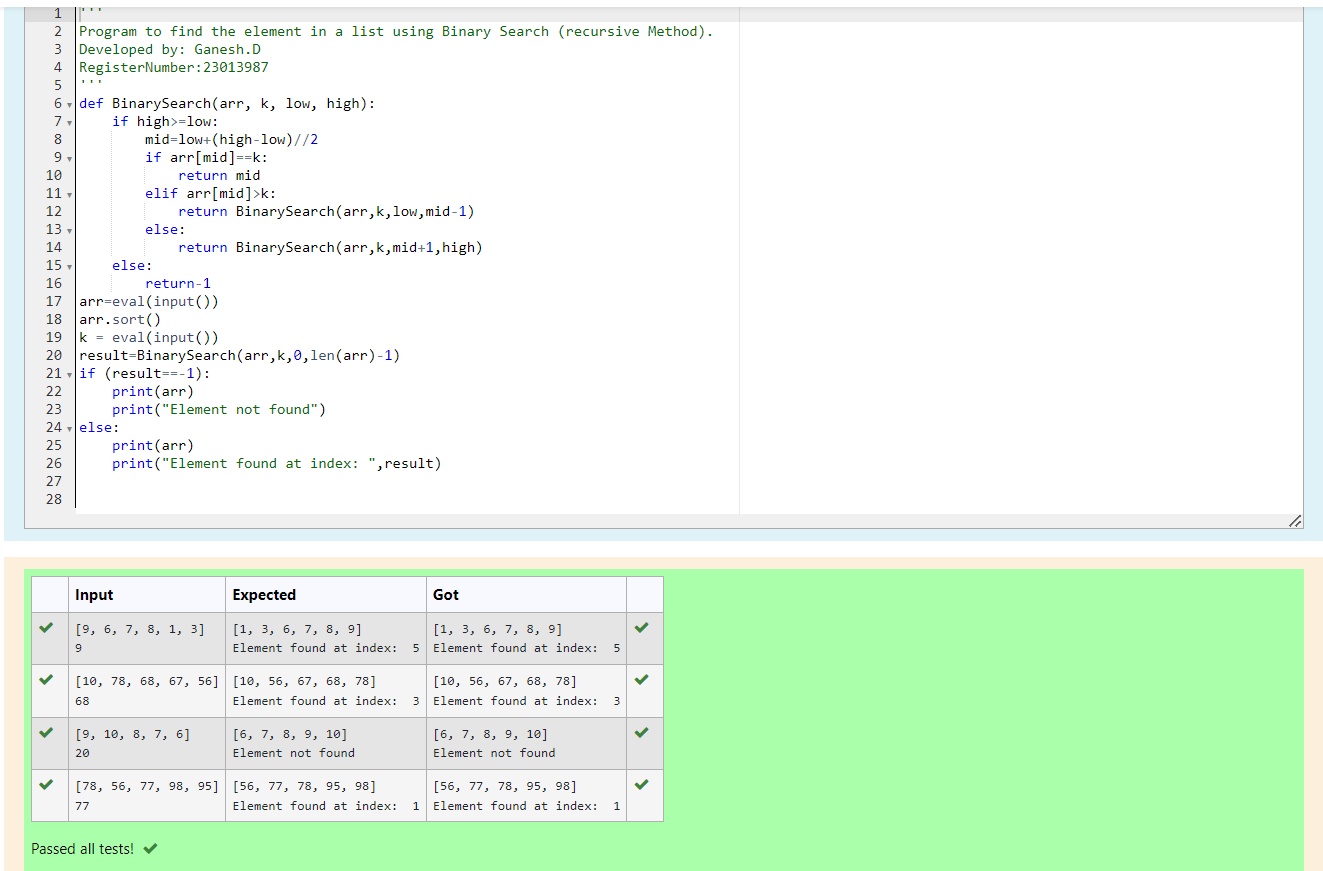 1 '''
2 Program to find the element in a list using Binary Search (recursive Method).
3 Developed by: Ganesh.D
4 RegisterNumber:23013987
5 '''
6 def BinarySearch(arr, k, low, high):
7     if high>=low:
8         mid=low+(high-low)//2
9         if arr[mid]==k:
10             return mid
11         elif arr[mid]>k:
12             return BinarySearch(arr,k,low,mid-1)
13         else:
14             return BinarySearch(arr,k,mid+1,high)
15     else:
16         return-1
17 arr=eval(input())
18 arr.sort()
19 k = eval(input())
20 result=BinarySearch(arr,k,0,len(arr)-1)
21 if (result==-1):
22     print(arr)
23     print("Element not found")
24 else:
25     print(arr)
26     print("Element found at index: ",result)
27
28
Input Expected Got
[9, 6, 7, 8, 1, 3] [1, 3, 6, 7, 8, 9] [1, 3, 6, 7, 8, 9]
9 Element found at index:  5 Element found at index:  5
[10, 78, 68, 67, 56] [10, 56, 67, 68, 78] [10, 56, 67, 68, 78]
68 Element found at index:  3 Element found at index:  3
[9, 10, 8, 7, 6] [6, 7, 8, 9, 10] [6, 7, 8, 9, 10]
20 Element not found Element not found
[78, 56, 77, 98, 95] [56, 77, 78, 95, 98] [56, 77, 78, 95, 98]
77 Element found at index:  1 Element found at index:  1
Passed all tests!